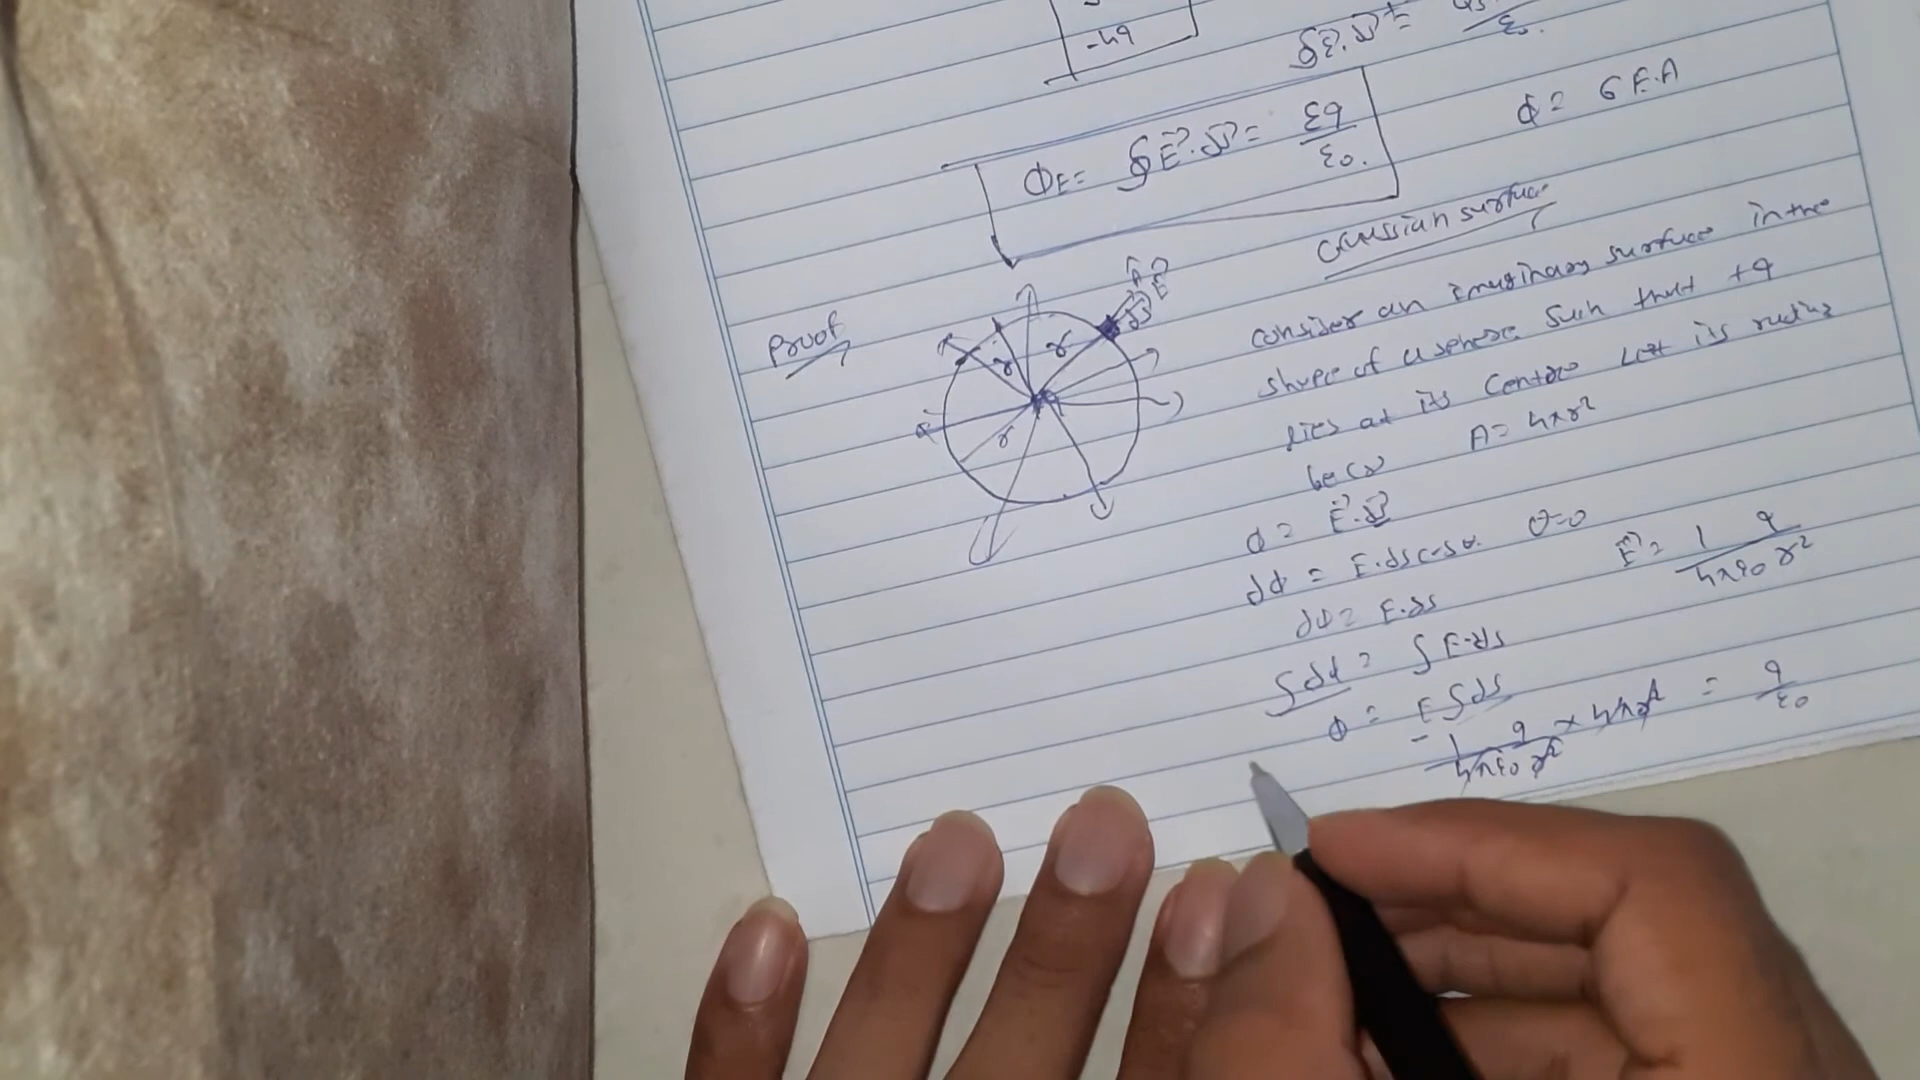 -4q
∮E⃗.ds⃗ =
ε₀.
Φ = 6 E.A
Φ_E = ∮E⃗.ds⃗ = Σq/ε₀.
Gaussian surface
Proof
n̂ E⃗
ds⃗
r r
r
consider an imaginary surface in the
shape of a sphere such that +q
lies at its Centre Let its radius
be (r) A = 4πr²
Φ = E⃗.ds⃗
dΦ = E.ds cosθ. θ=0
E⃗ = 1/4πε₀ q/r²
dΦ = E.ds
∫dΦ = ∫E.ds
Φ = E∫ds
= 1/4πε₀ q/r² × 4πr² = q/ε₀